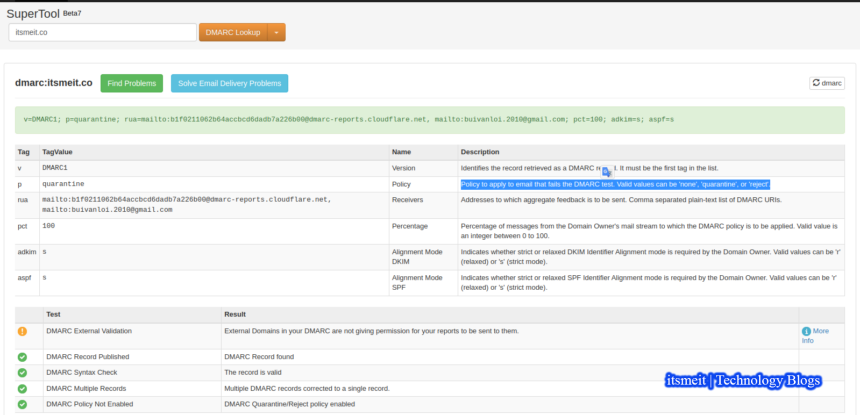 SuperTool Beta7
itsmeit.co DMARC Lookup
dmarc:itsmeit.co Find Problems Solve Email Delivery Problems dmarc
v=DMARC1; p=quarantine; rua=mailto:b1f0211062b64accbcd6dadb7a226b00@dmarc-reports.cloudflare.net, mailto:buivanloi.2010@gmail.com; pct=100; adkim=s; aspf=s
Tag TagValue Name Description
v DMARC1 Version Identifies the record retrieved as a DMARC It must be the first tag in the list.
p quarantine Policy Policy to apply to email that fails the DMARC test. Valid values can be 'none', 'quarantine', or 'reject'.
rua mailto:b1f0211062b64accbcd6dadb7a226b00@dmarc-reports.cloudflare.net, Receivers Addresses to which aggregate feedback is to be sent. Comma separated plain-text list of DMARC URIs.
mailto:buivanloi.2010@gmail.com
pct 100 Percentage Percentage of messages from the Domain Owner's mail stream to which the DMARC policy is to be applied. Valid value is
an integer between 0 to 100.
adkim s Alignment Mode Indicates whether strict or relaxed DKIM Identifier Alignment mode is required by the Domain Owner. Valid values can be 'r'
DKIM (relaxed) or 's' (strict mode).
aspf s Alignment Mode Indicates whether strict or relaxed SPF Identifier Alignment mode is required by the Domain Owner. Valid values can be 'r'
SPF (relaxed) or 's' (strict mode).
Test Result
DMARC External Validation External Domains in your DMARC are not giving permission for your reports to be sent to them. More
Info
DMARC Record Published DMARC Record found
DMARC Syntax Check The record is valid
DMARC Multiple Records Multiple DMARC records corrected to a single record.
DMARC Policy Not Enabled DMARC Quarantine/Reject policy enabled
itsmeit | Technology Blogs